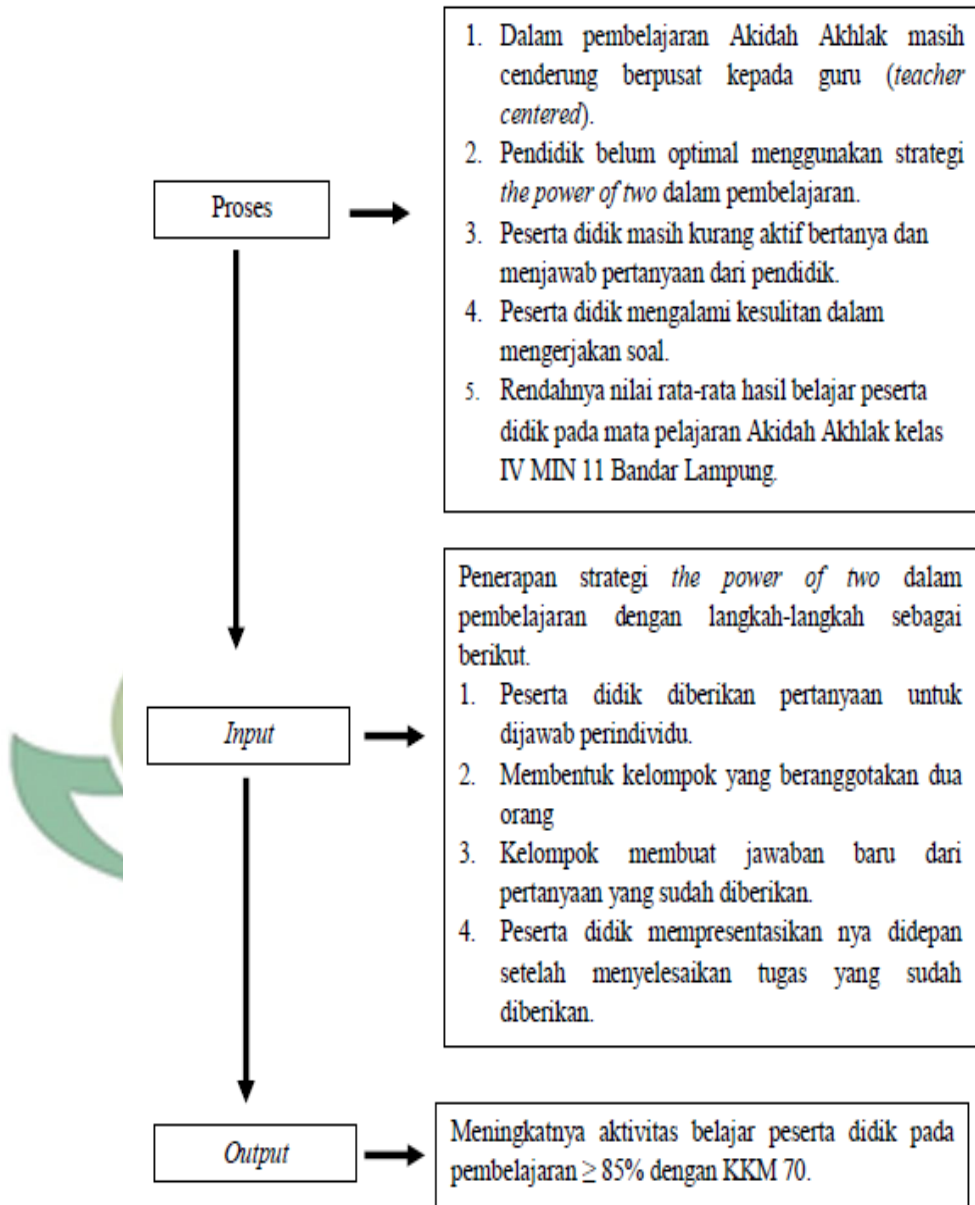 1. Dalam pembelajaran Akidah Akhlak masih
cenderung berpusat kepada guru (teacher
centered).
2. Pendidik belum optimal menggunakan strategi
the power of two dalam pembelajaran.
3. Peserta didik masih kurang aktif bertanya dan
menjawab pertanyaan dari pendidik.
4. Peserta didik mengalami kesulitan dalam
mengerjakan soal.
5. Rendahnya nilai rata-rata hasil belajar peserta
didik pada mata pelajaran Akidah Akhlak kelas
IV MIN 11 Bandar Lampung.
Proses
Penerapan strategi the power of two dalam
pembelajaran dengan langkah-langkah sebagai
berikut.
1. Peserta didik diberikan pertanyaan untuk
dijawab perindividu.
2. Membentuk kelompok yang beranggotakan dua
orang
3. Kelompok membuat jawaban baru dari
pertanyaan yang sudah diberikan.
4. Peserta didik mempresentasikan nya didepan
setelah menyelesaikan tugas yang sudah
diberikan.
Input
Meningkatnya aktivitas belajar peserta didik pada
pembelajaran ≥ 85% dengan KKM 70.
Output